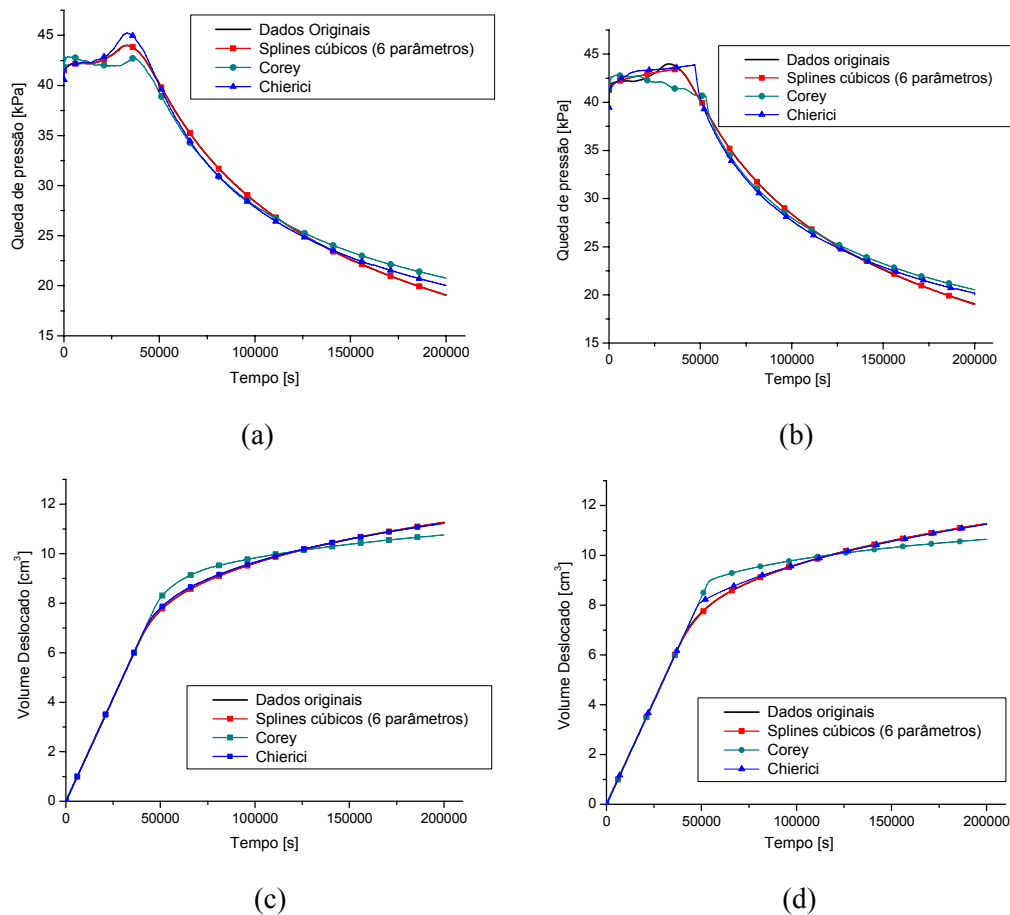 Dados Originais
Splines cúbicos (6 parâmetros)
Corey
Chierici
Queda de pressão [kPa]
45
40
35
30
25
20
15
0
50000
100000
150000
200000
Tempo [s]
(a)
Dados originais
Splines cúbicos (6 parâmetros)
Corey
Chierici
Queda de pressão [kPa]
45
40
35
30
25
20
15
0
50000
100000
150000
200000
Tempo [s]
(b)
Volume Deslocado [cm³]
12
10
8
6
4
2
0
Dados originais
Splines cúbicos (6 parâmetros)
Corey
Chierici
0
50000
100000
150000
200000
Tempo [s]
(c)
Volume Deslocado [cm³]
12
10
8
6
4
2
0
Dados originais
Splines cúbicos (6 parâmetros)
Corey
Chierici
0
50000
100000
150000
200000
Tempo [s]
(d)